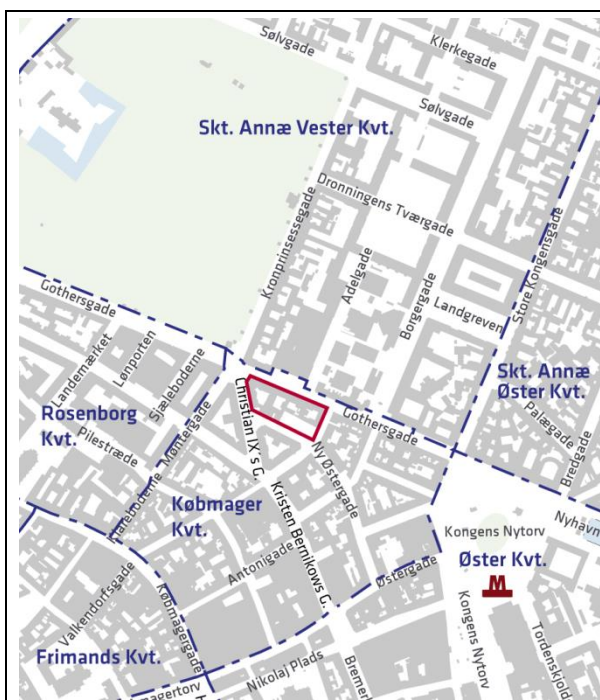 Sølvgade
Klerkegade
Sølvgade
Skt. Annæ Vester Kvt.
Dronningens Tværgade
Kronprinsessegade
Adelgade
Borgergade
Landgreven
Store Kongensgade
Gothersgade
Landemærket
Lønporten
Sjæleboderne
Møntergade
Christian IX's G.
Skt. Annæ
Øster Kvt.
Palægade
Bredgade
Gothersgade
Rosenborg
Kvt.
Pilestræde
Klareboderne
Købmager
Kvt.
Ny Østergade
Kristen Bernikows G.
Antonigade
Kongens Nytorv
Nyhavn
Øster Kvt.
M
Østergade
Valkendorfsgade
Købmagergade
Frimands Kvt.
Nikolaj Plads
Kongens Nytorv